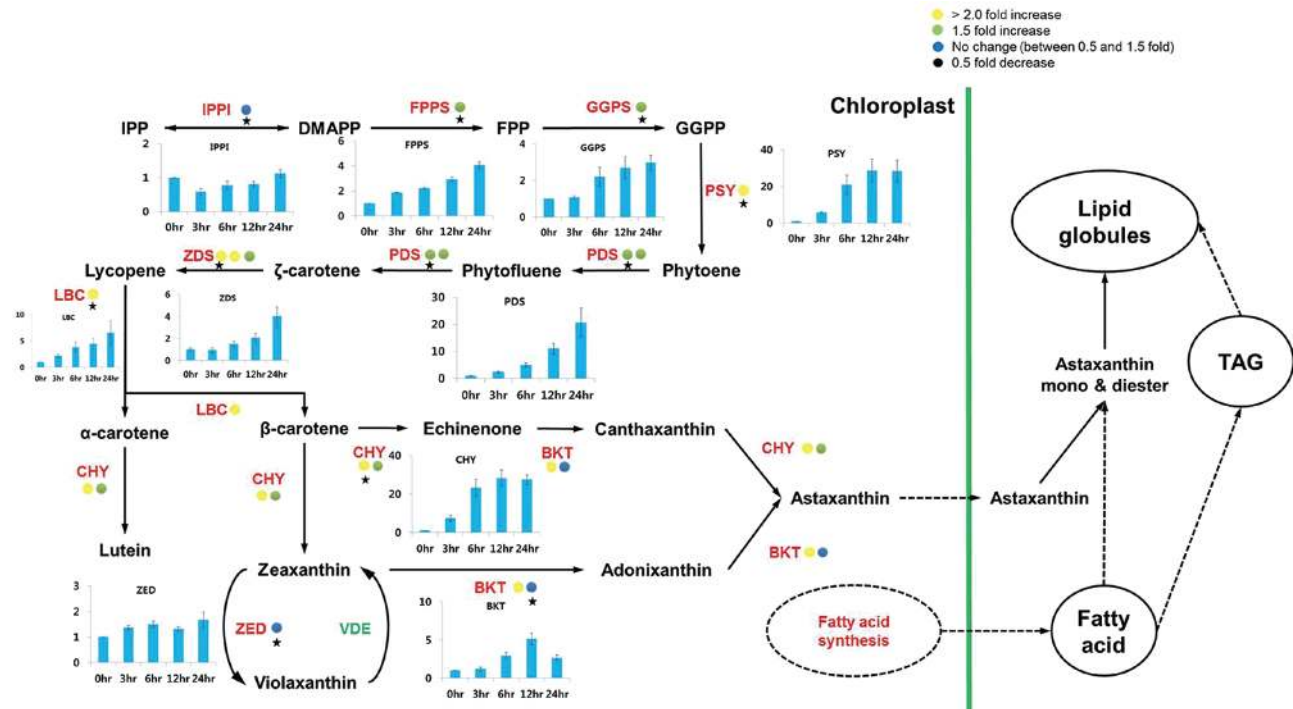 > 2.0 fold increase
1.5 fold increase
No change (between 0.5 and 1.5 fold)
0.5 fold decrease
Chloroplast
IPP
IPPI
DMAPP
FPPS
FPP
GGPS
GGPP
IPPI
2
1
0
0hr 3hr 6hr 12hr 24hr
FPPS
6
4
2
0
0hr 3hr 6hr 12hr 24hr
GGPS
4
2
0
0hr 3hr 6hr 12hr 24hr
PSY
PSY
40
20
0
0hr 3hr 6hr 12hr 24hr
Lycopene
ZDS
ζ-carotene
PDS
Phytofluene
PDS
Phytoene
LBC
LBC
10
5
0
0hr 3hr 6hr 12hr 24hr
ZDS
6
4
2
0
0hr 3hr 6hr 12hr 24hr
PDS
30
20
10
0
0hr 3hr 6hr 12hr 24hr
LBC
α-carotene
β-carotene
Echinenone
Canthaxanthin
CHY
CHY
CHY
BKT
CHY
CHY
40
20
0
0hr 3hr 6hr 12hr 24hr
Astaxanthin
Astaxanthin
Lutein
Zeaxanthin
Adonixanthin
BKT
ZED
3
2
1
0
0hr 3hr 6hr 12hr 24hr
ZED
VDE
Violaxanthin
BKT
BKT
10
5
0
0hr 3hr 6hr 12hr 24hr
Fatty acid
synthesis
Lipid
globules
Astaxanthin
mono & diester
TAG
Fatty
acid